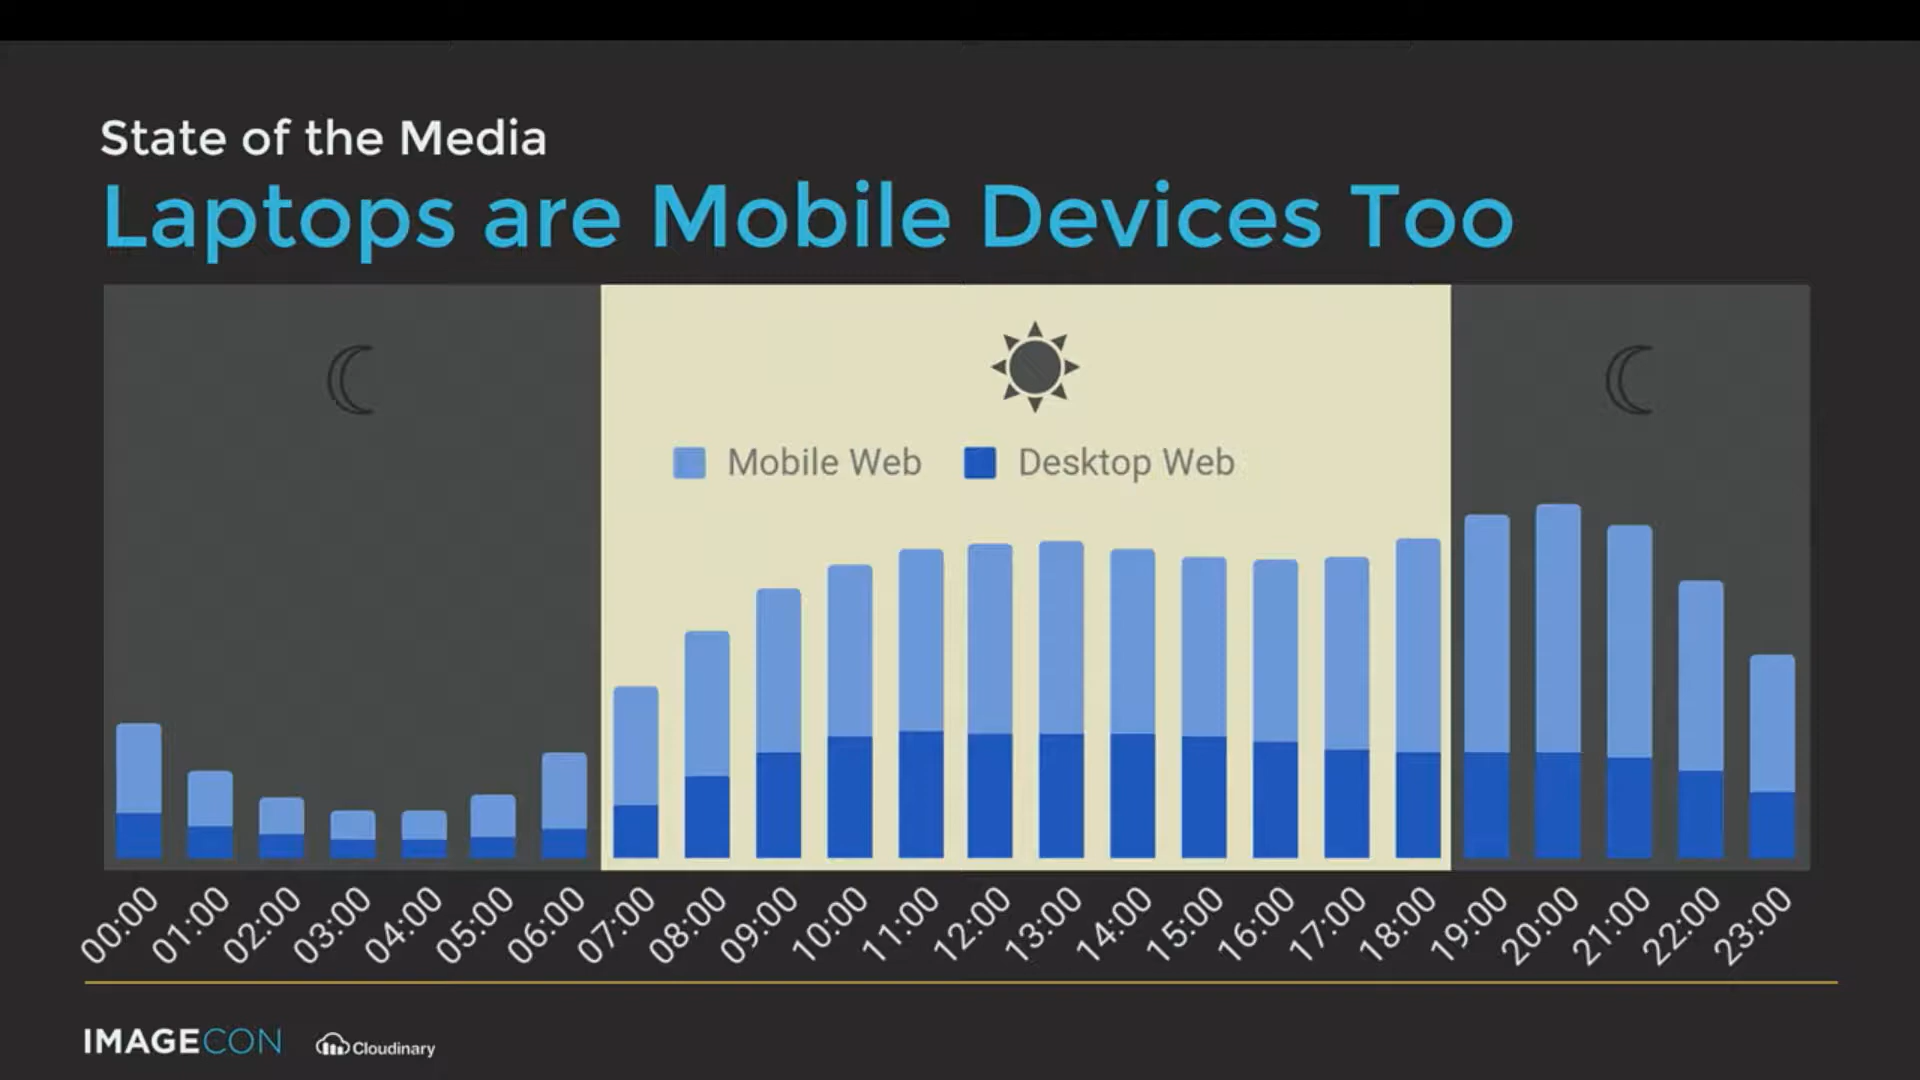 State of the Media
Laptops are Mobile Devices Too
Mobile Web Desktop Web
00:00 01:00 02:00 03:00 04:00 05:00 06:00 07:00 08:00 09:00 10:00 11:00 12:00 13:00 14:00 15:00 16:00 17:00 18:00 19:00 20:00 21:00 22:00 23:00
IMAGECON Cloudinary